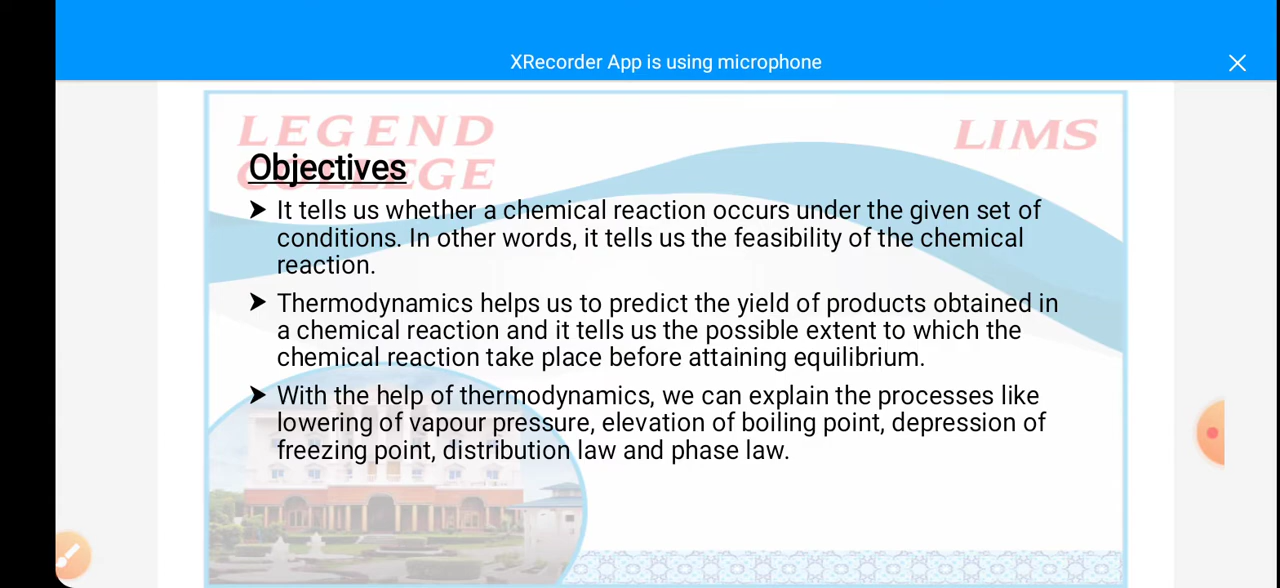 XRecorder App is using microphone
LEGEND
COLLEGE
LIMS
Objectives
➤ It tells us whether a chemical reaction occurs under the given set of
conditions. In other words, it tells us the feasibility of the chemical
reaction.
➤ Thermodynamics helps us to predict the yield of products obtained in
a chemical reaction and it tells us the possible extent to which the
chemical reaction take place before attaining equilibrium.
➤ With the help of thermodynamics, we can explain the processes like
lowering of vapour pressure, elevation of boiling point, depression of
freezing point, distribution law and phase law.